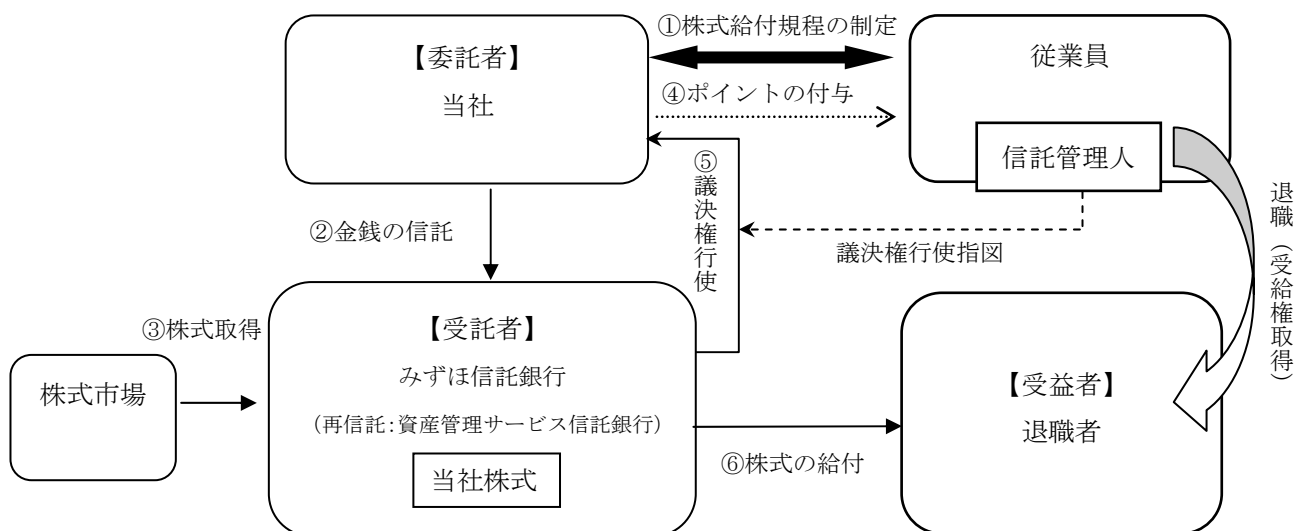 ①株式給付規程の制定
【委託者】
当社
従業員
④ポイントの付与
信託管理人
⑤議決権行使
②金銭の信託
議決権行使指図
退職（受給権取得）
③株式取得
【受託者】
みずほ信託銀行
（再信託：資産管理サービス信託銀行）
当社株式
株式市場
【受益者】
退職者
⑥株式の給付